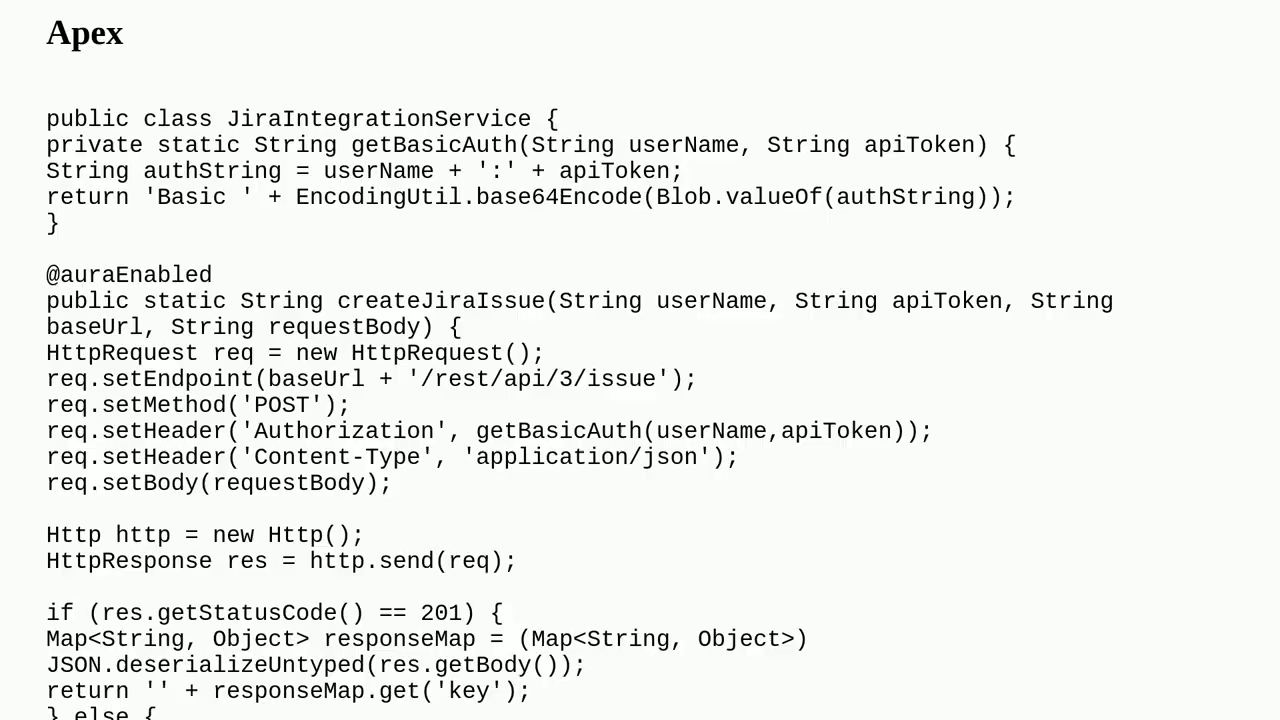 Apex
public class JiraIntegrationService {
private static String getBasicAuth(String userName, String apiToken) {
String authString = userName + ':' + apiToken;
return 'Basic ' + EncodingUtil.base64Encode(Blob.valueOf(authString));
}
@auraEnabled
public static String createJiraIssue(String userName, String apiToken, String
baseUrl, String requestBody) {
HttpRequest req = new HttpRequest();
req.setEndpoint(baseUrl + '/rest/api/3/issue');
req.setMethod('POST');
req.setHeader('Authorization', getBasicAuth(userName,apiToken));
req.setHeader('Content-Type', 'application/json');
req.setBody(requestBody);
Http http = new Http();
HttpResponse res = http.send(req);
if (res.getStatusCode() == 201) {
Map<String, Object> responseMap = (Map<String, Object>)
JSON.deserializeUntyped(res.getBody());
return '' + responseMap.get('key');
} else {